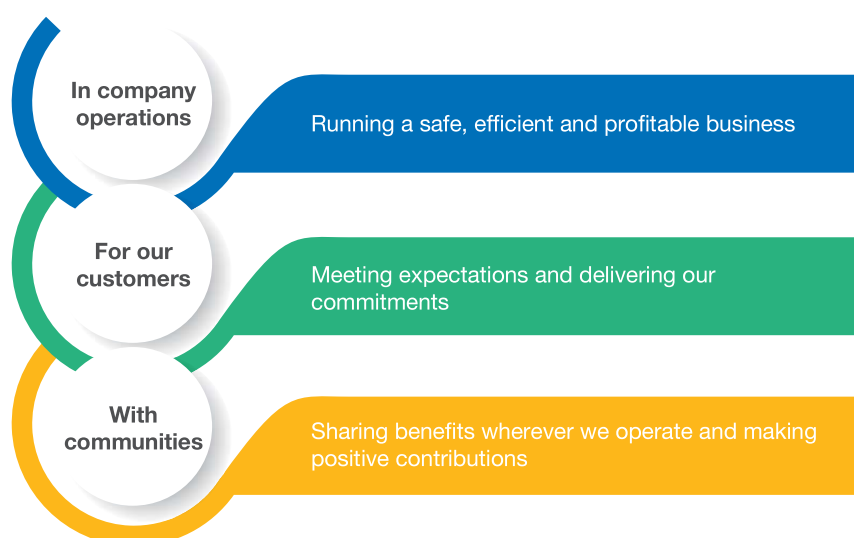 In company
operations
Running a safe, efficient and profitable business
For our
customers
Meeting expectations and delivering our
commitments
With
communities
Sharing benefits wherever we operate and making
positive contributions